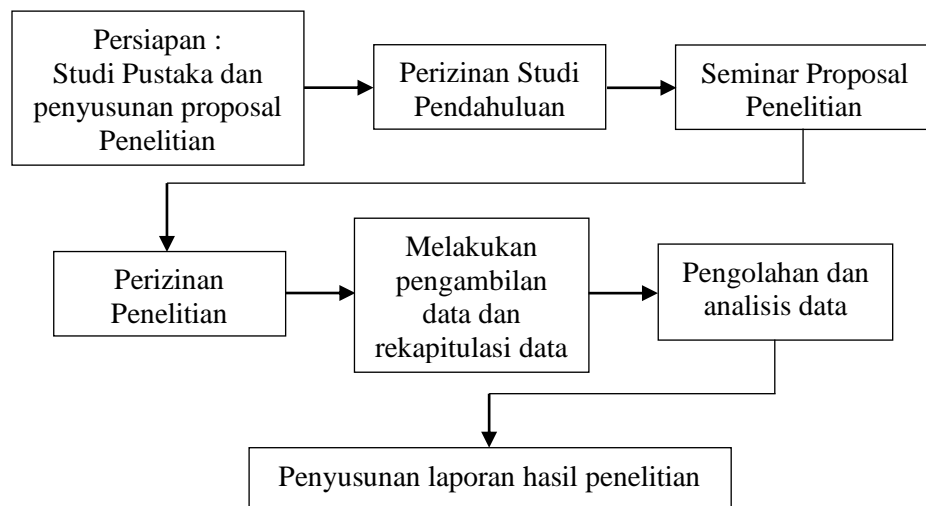 Persiapan :
Studi Pustaka dan
penyusunan proposal
Penelitian
Perizinan Studi
Pendahuluan
Seminar Proposal
Penelitian
Perizinan
Penelitian
Melakukan
pengambilan
data dan
rekapitulasi data
Pengolahan dan
analisis data
Penyusunan laporan hasil penelitian